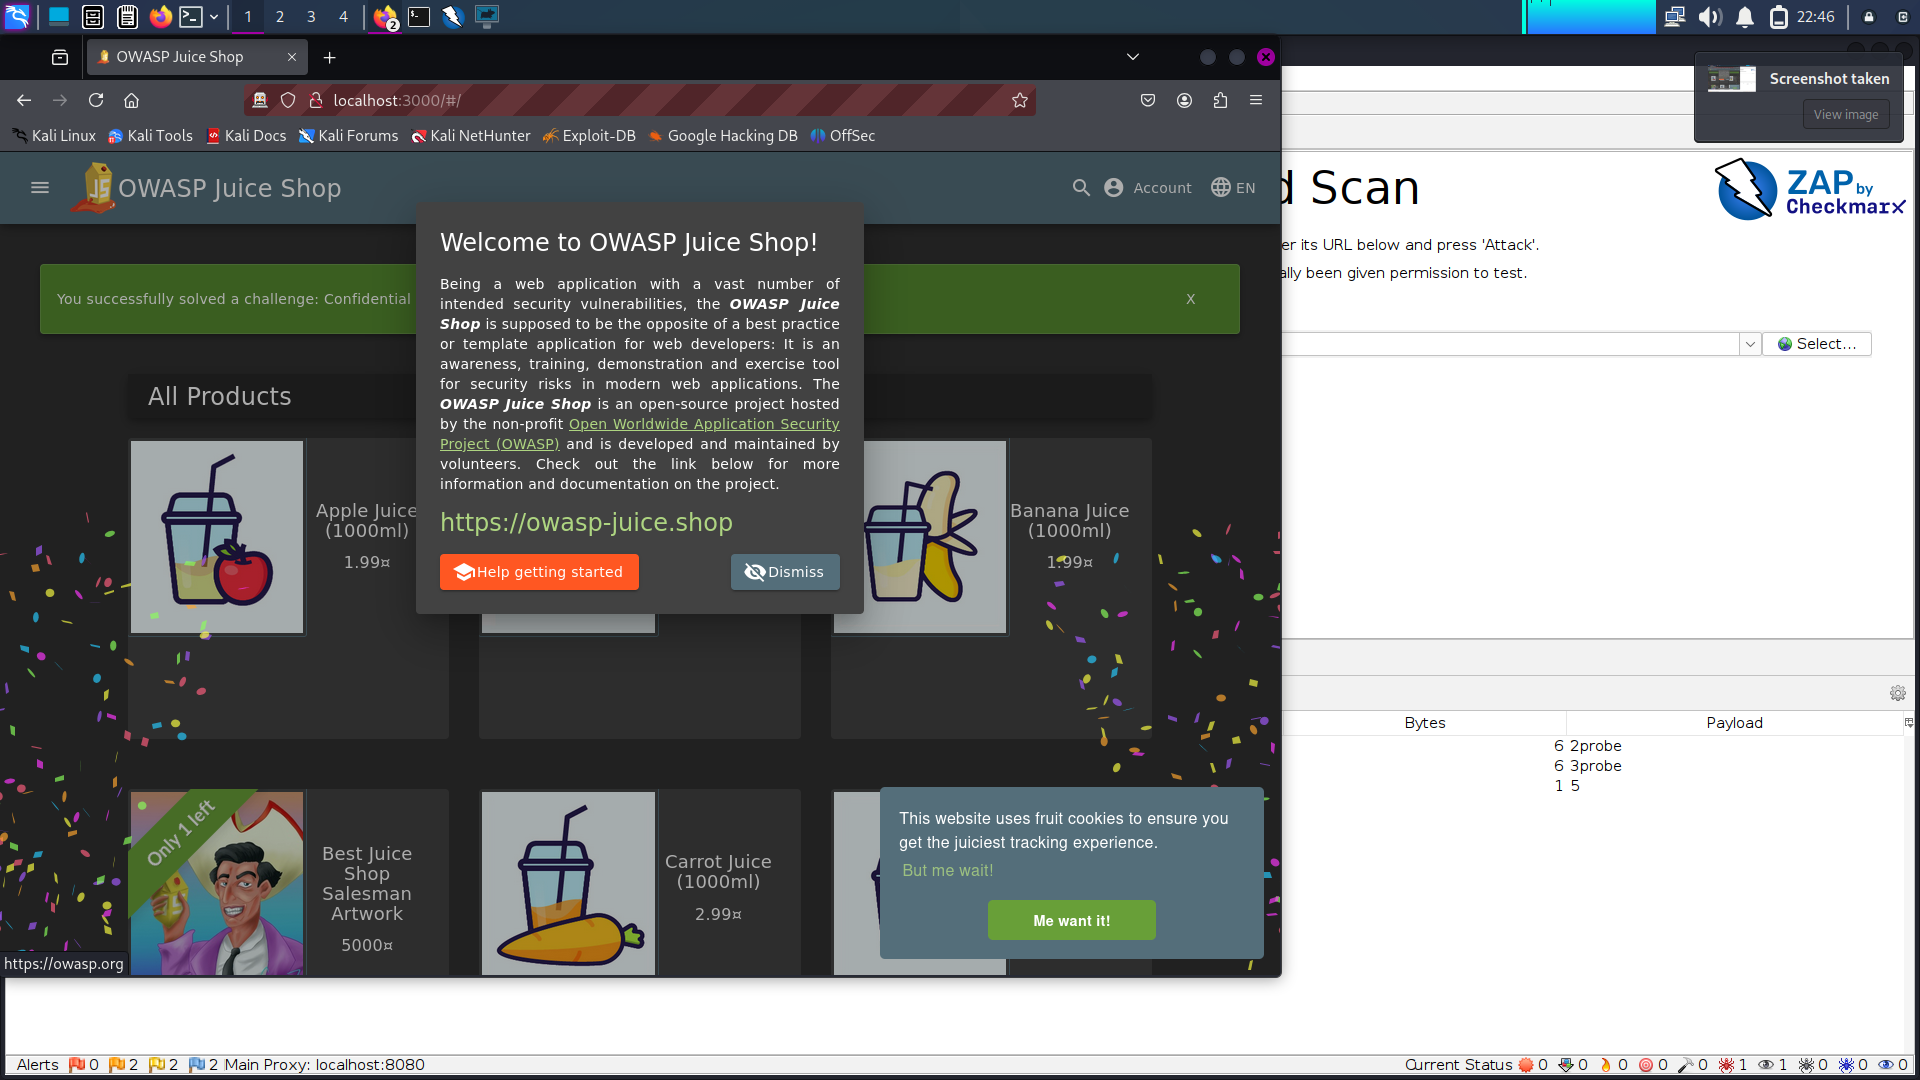 1 2 3 4
2
22:46
OWASP Juice Shop
localhost:3000/#/
Kali Linux Kali Tools Kali Docs Kali Forums Kali NetHunter Exploit-DB Google Hacking DB OffSec
Screenshot taken
View image
JS
OWASP Juice Shop
Account
EN
Welcome to OWASP Juice Shop!
Being a web application with a vast number of
intended security vulnerabilities, the OWASP Juice
Shop is supposed to be the opposite of a best practice
or template application for web developers: It is an
awareness, training, demonstration and exercise tool
for security risks in modern web applications. The
OWASP Juice Shop is an open-source project hosted
by the non-profit Open Worldwide Application Security
Project (OWASP) and is developed and maintained by
volunteers. Check out the link below for more
information and documentation on the project.
https://owasp-juice.shop
Help getting started
Dismiss
You successfully solved a challenge: Confidential
X
All Products
Apple Juice
(1000ml)
1.99¤
Banana Juice
(1000ml)
1.99¤
Only 1 left
Best Juice
Shop
Salesman
Artwork
5000¤
Carrot Juice
(1000ml)
2.99¤
This website uses fruit cookies to ensure you
get the juiciest tracking experience.
But me wait!
Me want it!
https://owasp.org
d Scan
ZAP by
Checkmarx
er its URL below and press 'Attack'.
ally been given permission to test.
Select...
Bytes Payload
6 2probe
6 3probe
1 5
Alerts 0 2 2 2 Main Proxy: localhost:8080
Current Status 0 0 0 0 0 1 1 0 0 0